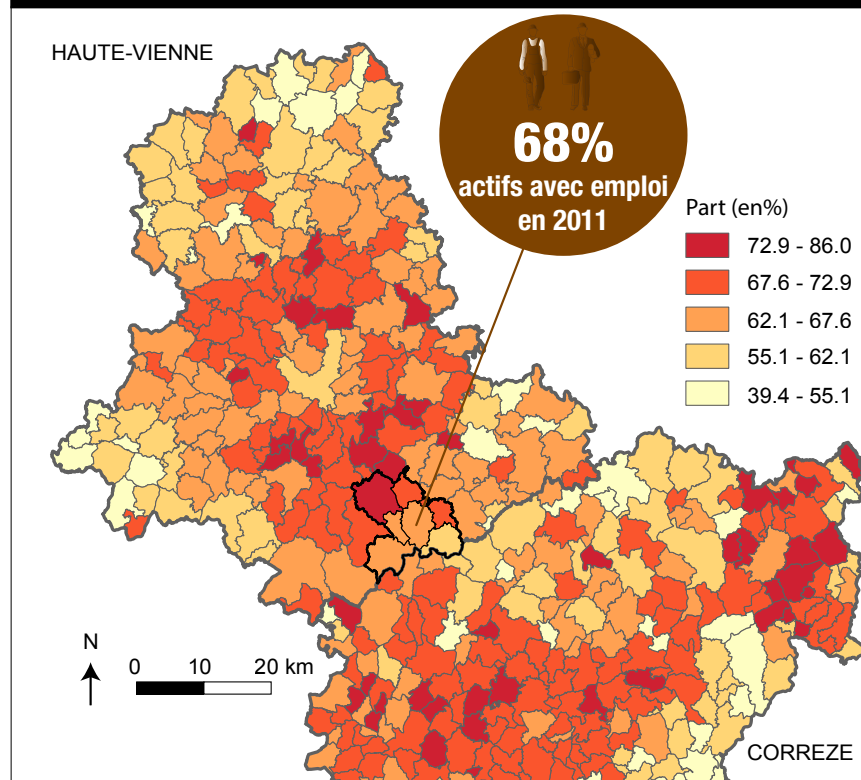 HAUTE-VIENNE
68%
actifs avec emploi
en 2011
Part (en%)
72.9 - 86.0
67.6 - 72.9
62.1 - 67.6
55.1 - 62.1
39.4 - 55.1
N
0 10 20 km
CORREZE